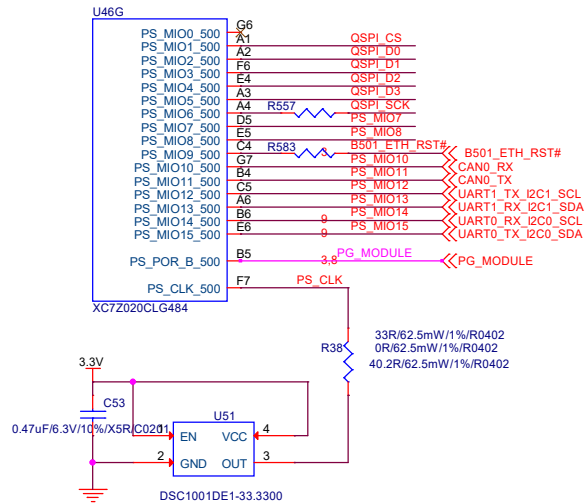 U46G
PS_MIO0_500 G6
PS_MIO1_500 A1 QSPI_CS
PS_MIO2_500 A2 QSPI_D0
PS_MIO3_500 F6 QSPI_D1
PS_MIO4_500 E4 QSPI_D2
PS_MIO5_500 A3 QSPI_D3
PS_MIO6_500 A4 R557 QSPI_SCK
PS_MIO7_500 D5 PS_MIO7
PS_MIO8_500 E5 PS_MIO8
PS_MIO9_500 C4 R583 3 B501_ETH_RST# B501_ETH_RST#
PS_MIO10_500 G7 PS_MIO10 CAN0_RX
PS_MIO11_500 B4 PS_MIO11 CAN0_TX
PS_MIO12_500 C5 PS_MIO12 UART1_TX_I2C1_SCL
PS_MIO13_500 A6 PS_MIO13 UART1_RX_I2C1_SDA
PS_MIO14_500 B6 9 PS_MIO14 UART0_RX_I2C0_SCL
PS_MIO15_500 E6 9 PS_MIO15 UART0_TX_I2C0_SDA
PS_POR_B_500 B5 3,8 PG_MODULE PG_MODULE
PS_CLK_500 F7 PS_CLK
XC7Z020CLG484
33R/62.5mW/1%/R0402
R38 0R/62.5mW/1%/R0402
40.2R/62.5mW/1%/R0402
3.3V
C53
0.47uF/6.3V/10%/X5R/C0201
U51
1 EN VCC 4
2 GND OUT 3
DSC1001DE1-33.3300